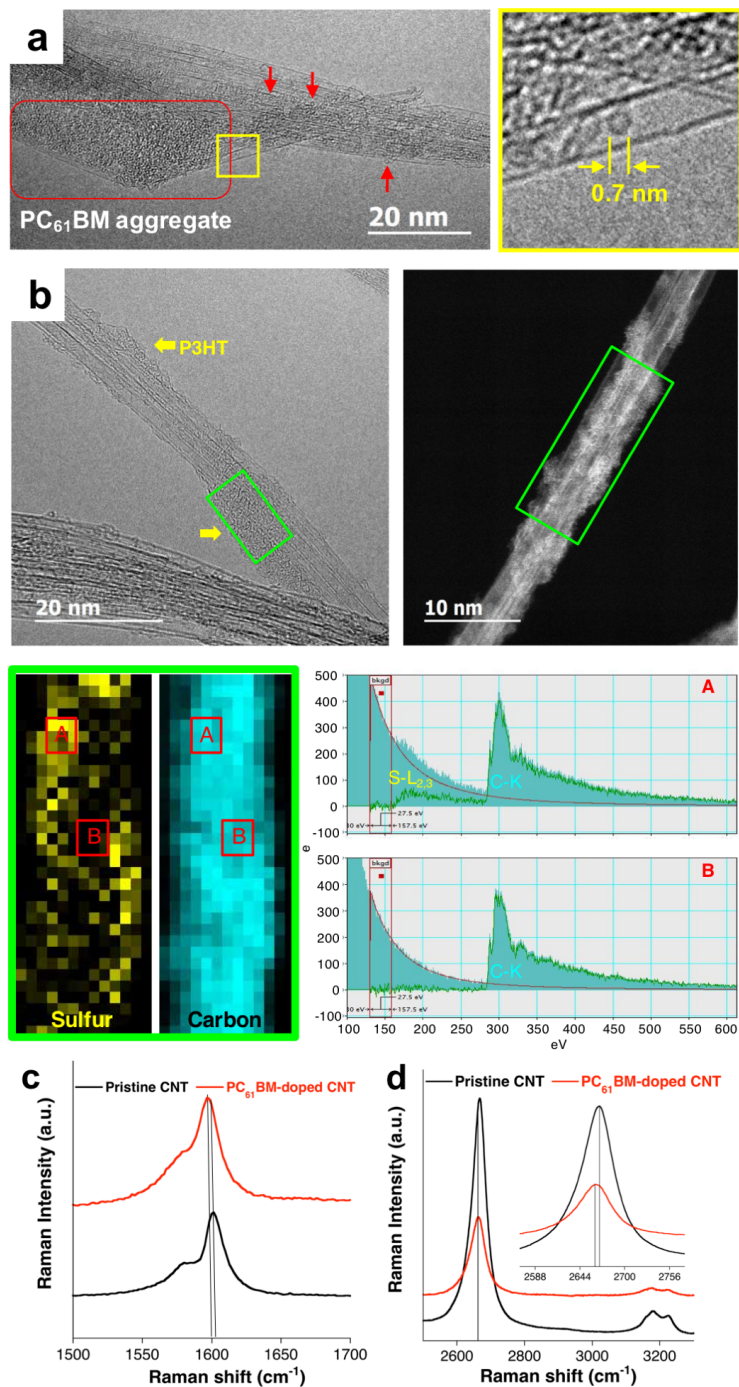 a
PC₆₁BM aggregate
20 nm
0.7 nm
b
P3HT
20 nm
10 nm
A
B
Sulfur
A
B
Carbon
500
400
300
200
100
0
-100
bkgd
S-L₂,₃
C-K
A
27.5 eV
157.5 eV
e
500
400
300
200
100
0
-100
bkgd
C-K
B
27.5 eV
157.5 eV
100 150 200 250 300 350 400 450 500 550 600
eV
c
Pristine CNT PC₆₁BM-doped CNT
Raman Intensity (a.u.)
1500 1550 1600 1650 1700
Raman shift (cm⁻¹)
d
Pristine CNT PC₆₁BM-doped CNT
Raman Intensity (a.u.)
2588 2644 2700 2756
2600 2800 3000 3200
Raman shift (cm⁻¹)